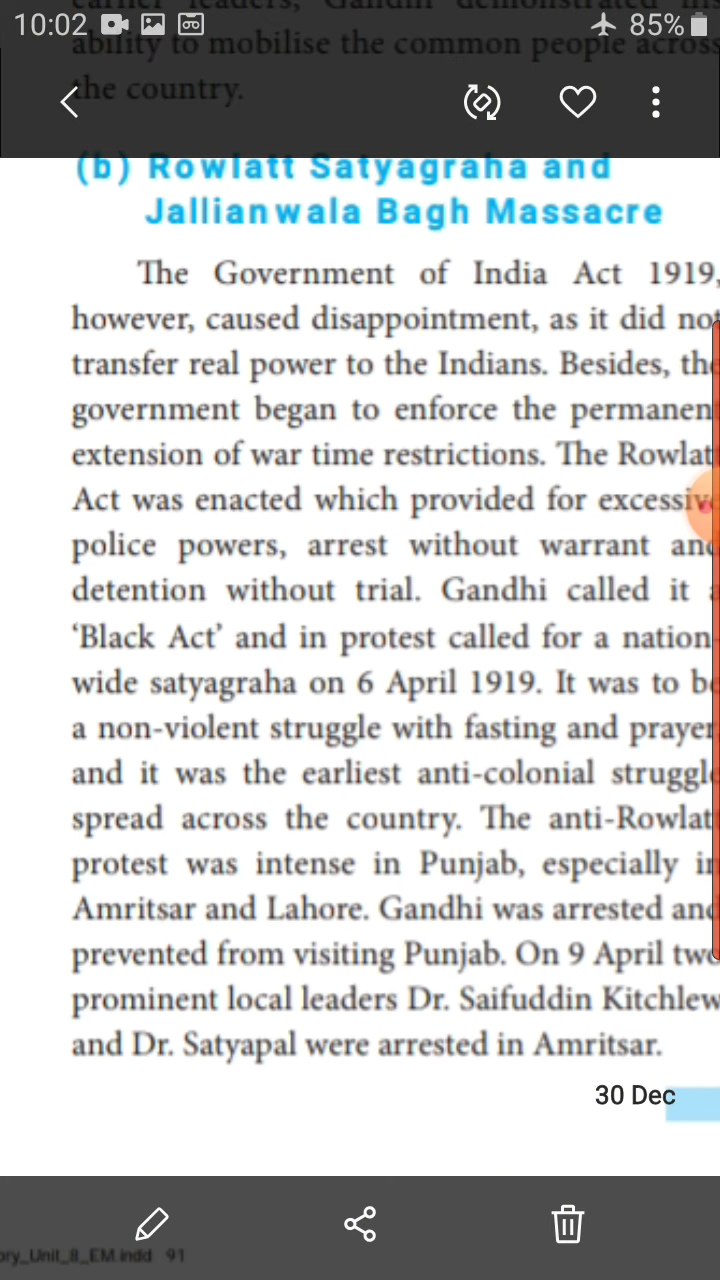 10:02 85%
ability to mobilise the common people across
the country.
(b) Rowlatt Satyagraha and
Jallianwala Bagh Massacre
The Government of India Act 1919,
however, caused disappointment, as it did not
transfer real power to the Indians. Besides, the
government began to enforce the permanen
extension of war time restrictions. The Rowlat
Act was enacted which provided for excessive
police powers, arrest without warrant and
detention without trial. Gandhi called it a
‘Black Act’ and in protest called for a nation-
wide satyagraha on 6 April 1919. It was to be
a non-violent struggle with fasting and prayer
and it was the earliest anti-colonial struggle
spread across the country. The anti-Rowlat
protest was intense in Punjab, especially in
Amritsar and Lahore. Gandhi was arrested and
prevented from visiting Punjab. On 9 April two
prominent local leaders Dr. Saifuddin Kitchlew
and Dr. Satyapal were arrested in Amritsar.
30 Dec
ory_Unit_8_EM.indd 91